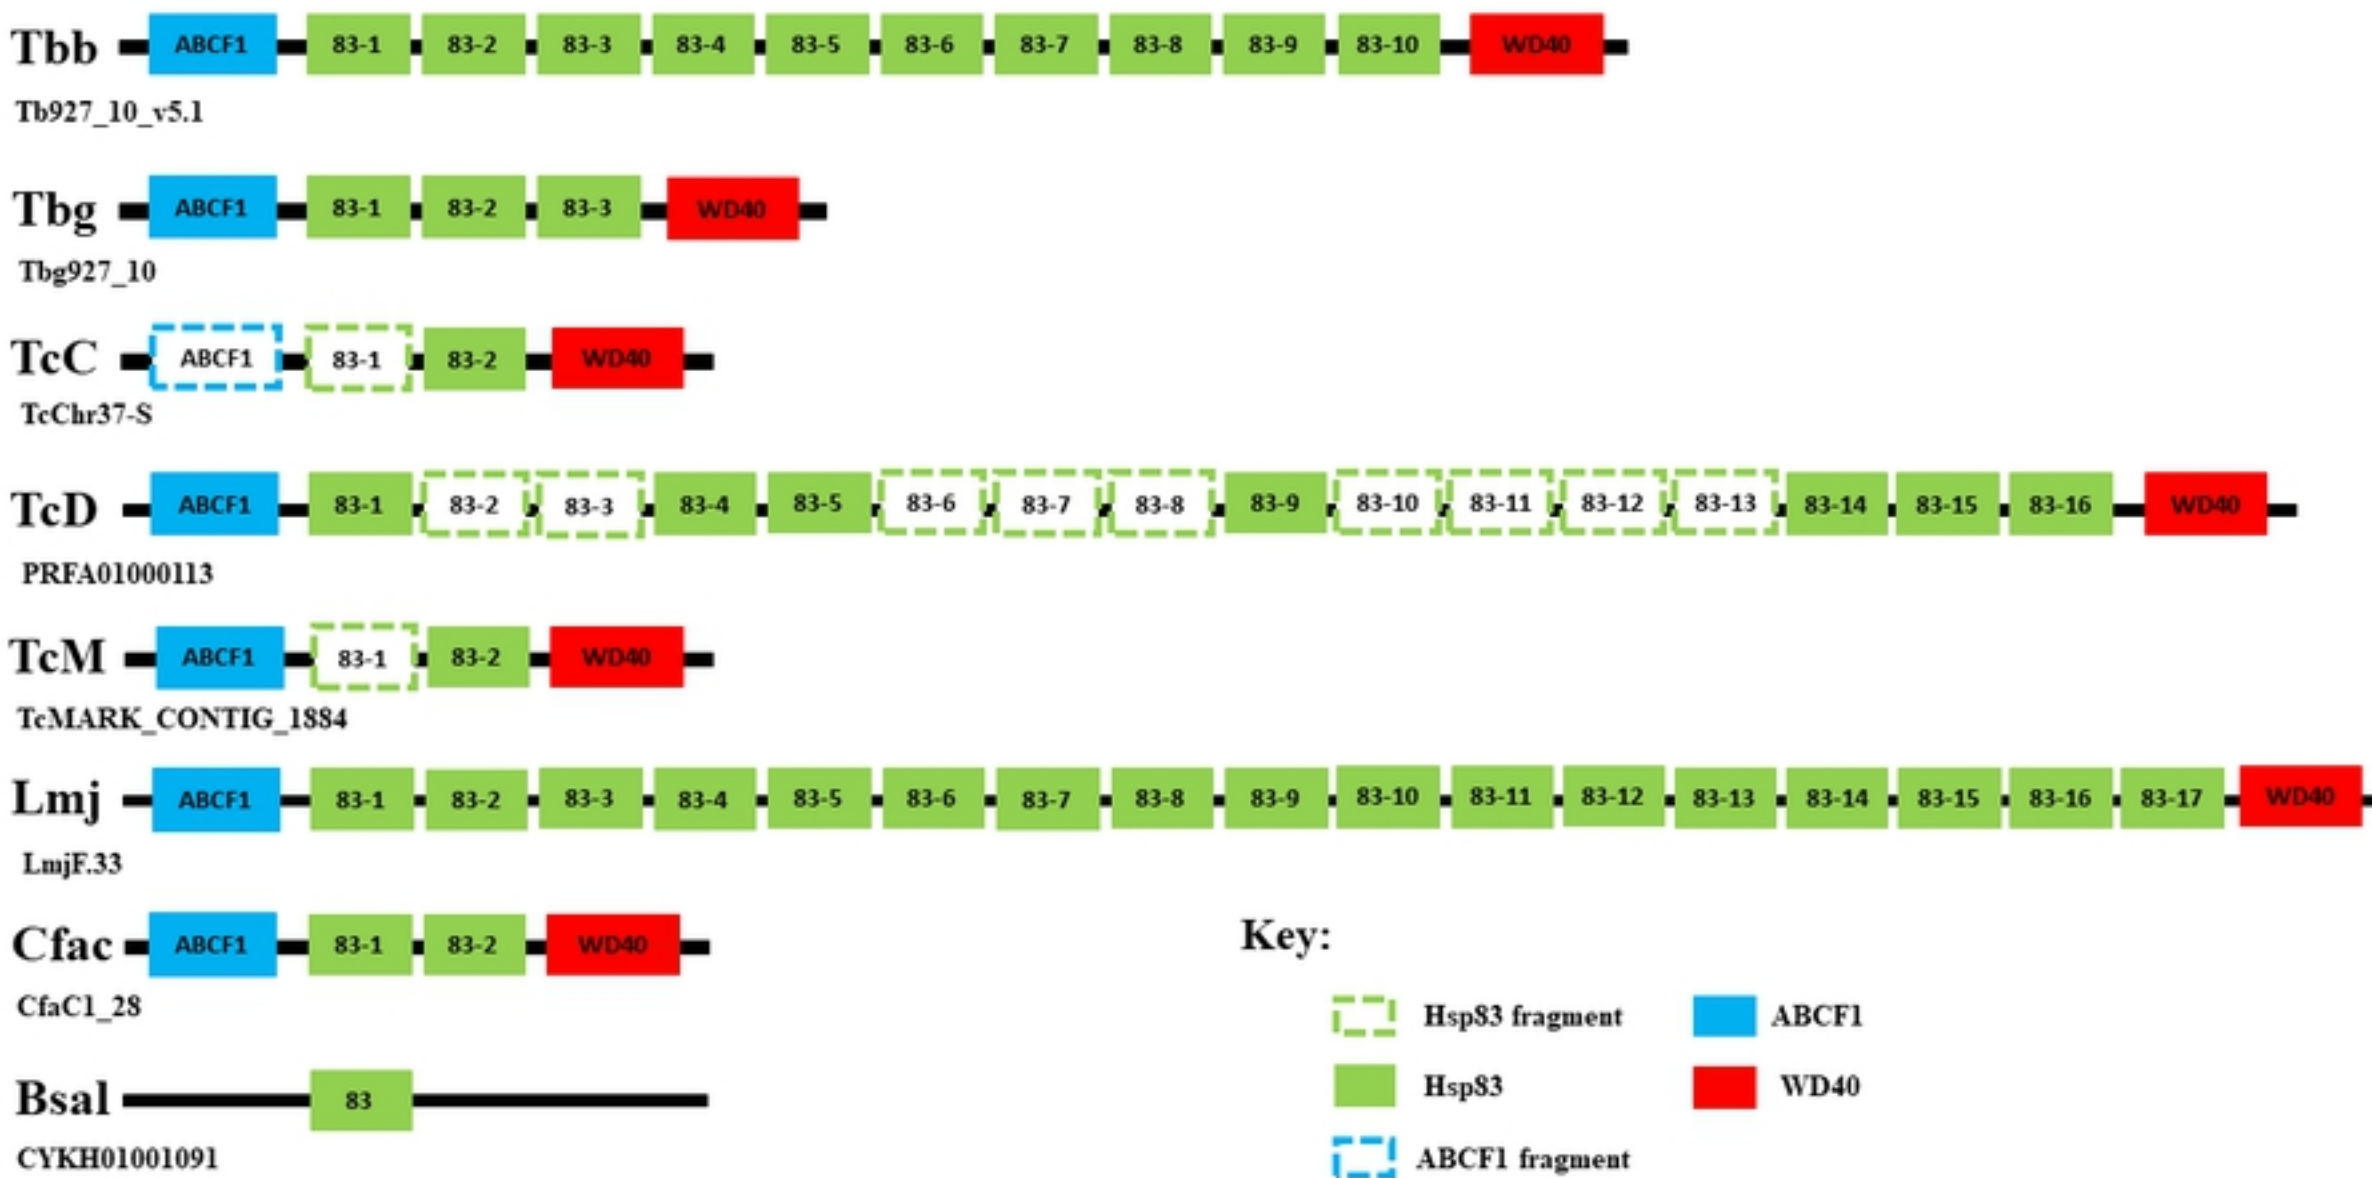 Tbb ABCF1 83-1 83-2 83-3 83-4 83-5 83-6 83-7 83-8 83-9 83-10 WD40
Tb927_10_v5.1
Tbg ABCF1 83-1 83-2 83-3 WD40
Tbg927_10
TcC ABCF1 83-1 83-2 WD40
TcChr37-S
TcD ABCF1 83-1 83-2 83-3 83-4 83-5 83-6 83-7 83-8 83-9 83-10 83-11 83-12 83-13 83-14 83-15 83-16 WD40
PRFA01000113
TcM ABCF1 83-1 83-2 WD40
TcMARK_CONTIG_1884
Lmj ABCF1 83-1 83-2 83-3 83-4 83-5 83-6 83-7 83-8 83-9 83-10 83-11 83-12 83-13 83-14 83-15 83-16 83-17 WD40
LmjF.33
Cfac ABCF1 83-1 83-2 WD40
CfaC1_28
Bsal 83
CYKH01001091
Key:
Hsp83 fragment ABCF1
Hsp83 WD40
ABCF1 fragment